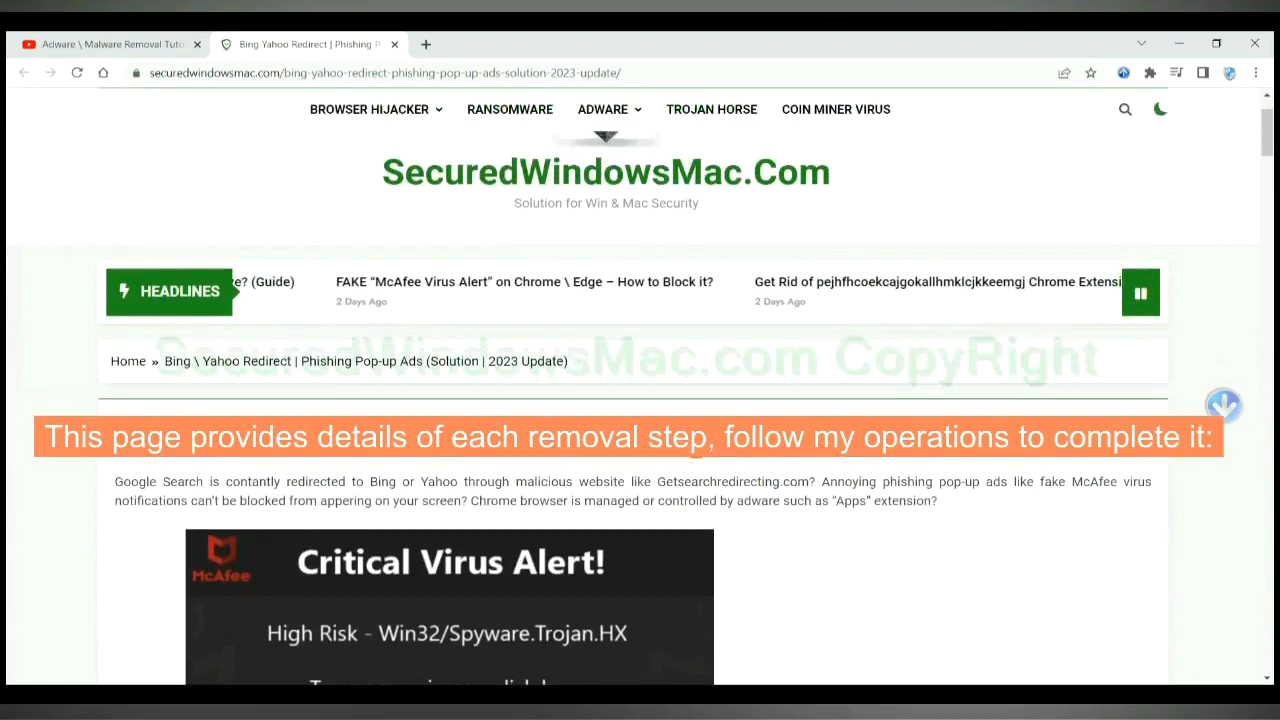 Adware \ Malware Removal Tuto
Bing Yahoo Redirect | Phishing P
securedwindowsmac.com/bing-yahoo-redirect-phishing-pop-up-ads-solution-2023-update/
BROWSER HIJACKER RANSOMWARE ADWARE TROJAN HORSE COIN MINER VIRUS
SecuredWindowsMac.Com
Solution for Win & Mac Security
HEADLINES
e? (Guide)
FAKE “McAfee Virus Alert” on Chrome \ Edge – How to Block it?
2 Days Ago
Get Rid of pejhfhcoekcajgokallhmklcjkkeemgj Chrome Extensi
2 Days Ago
Home » Bing \ Yahoo Redirect | Phishing Pop-up Ads (Solution | 2023 Update)
SecuredWindowsMac.com CopyRight
This page provides details of each removal step, follow my operations to complete it:
Google Search is contantly redirected to Bing or Yahoo through malicious website like Getsearchredirecting.com? Annoying phishing pop-up ads like fake McAfee virus
notifications can’t be blocked from appering on your screen? Chrome browser is managed or controlled by adware such as “Apps” extension?
McAfee
Critical Virus Alert!
High Risk - Win32/Spyware.Trojan.HX